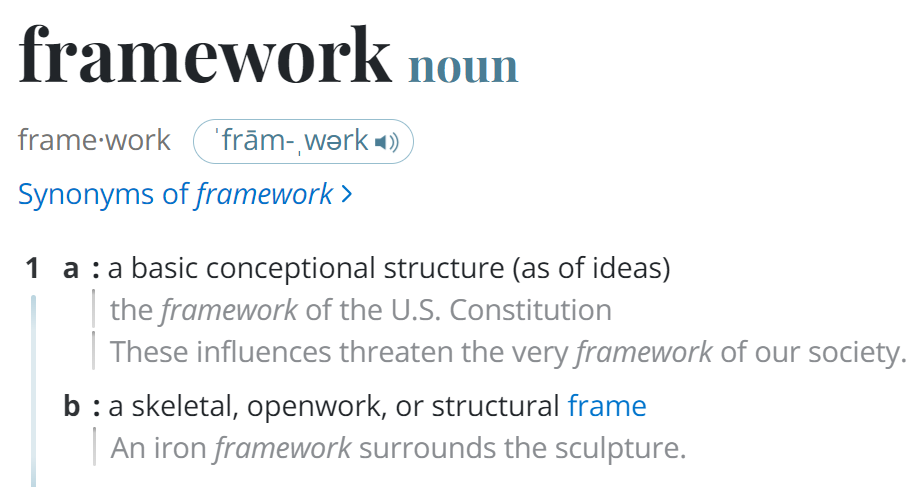 framework noun
frame·work ˈfrām-ˌwərk
Synonyms of framework >
1 a : a basic conceptual structure (as of ideas)
the framework of the U.S. Constitution
These influences threaten the very framework of our society.
b : a skeletal, openwork, or structural frame
An iron framework surrounds the sculpture.